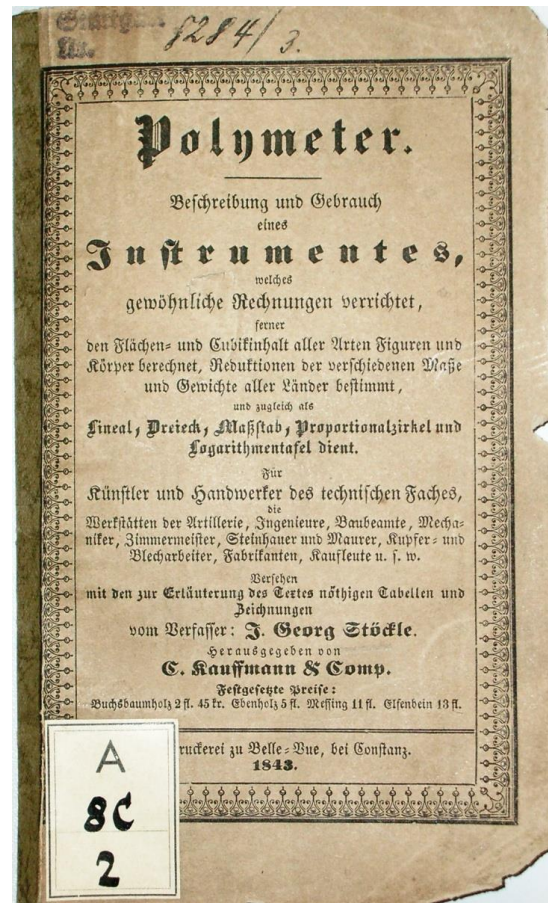 8284/3.
Polymeter.
Beschreibung und Gebrauch
eines
Instrumentes,
welches
gewöhnliche Rechnungen verrichtet,
ferner
den Flächen- und Cubikinhalt aller Arten Figuren und
Körper berechnet, Reduktionen der verschiedenen Maße
und Gewichte aller Länder bestimmt,
und zugleich als
Lineal, Dreieck, Maßstab, Proportionalzirkel und
Logarithmentafel dient.
Für
Künstler und Handwerker des technischen Faches,
die
Werkstätten der Artillerie, Ingenieure, Baubeamte, Mecha-
niker, Zimmermeister, Steinhauer und Maurer, Kupfer- und
Blecharbeiter, Fabrikanten, Kaufleute u. s. w.
Versehen
mit den zur Erläuterung des Textes nöthigen Tabellen und
Zeichnungen
vom Verfasser: J. Georg Stöckle.
Herausgegeben von
C. Kauffmann & Comp.
Festgesetzte Preise:
Buchsbaumholz 2 fl. 45 kr. Ebenholz 5 fl. Messing 11 fl. Elfenbein 13 fl.
ruckerei zu Belle-Vue, bei Constanz.
1843.
A
8C
2